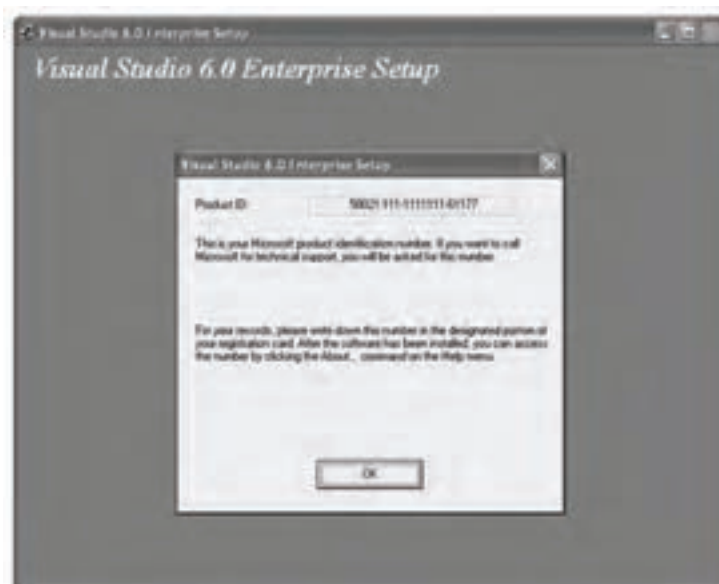 Visual Studio 6.0 Enterprise Setup
Visual Studio 6.0 Enterprise Setup
Visual Studio 6.0 Enterprise Setup
Product ID:
This is your Microsoft product identification number. If you want to call
Microsoft for technical support, you will be asked for this number.
For your records, please write down this number in the designated portion of
your registration card. After the software has been installed, you can access
the number by clicking the About... command on the Help menu.
OK